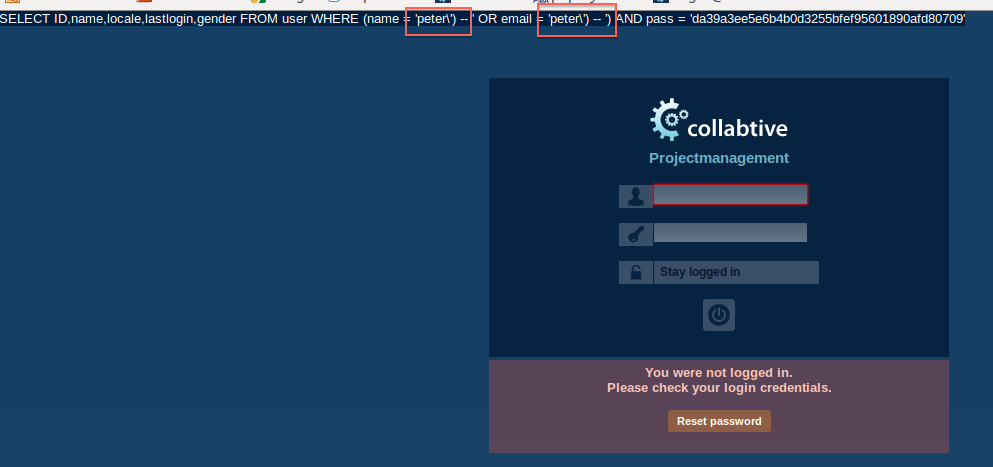 SELECT ID,name,locale,lastlogin,gender FROM user WHERE (name = 'peter\') -- ' OR email = 'peter\') -- ') AND pass = 'da39a3ee5e6b4b0d3255bfef95601890afd80709'
collabtive
Projectmanagement
Stay logged in
You were not logged in.
Please check your login credentials.
Reset password